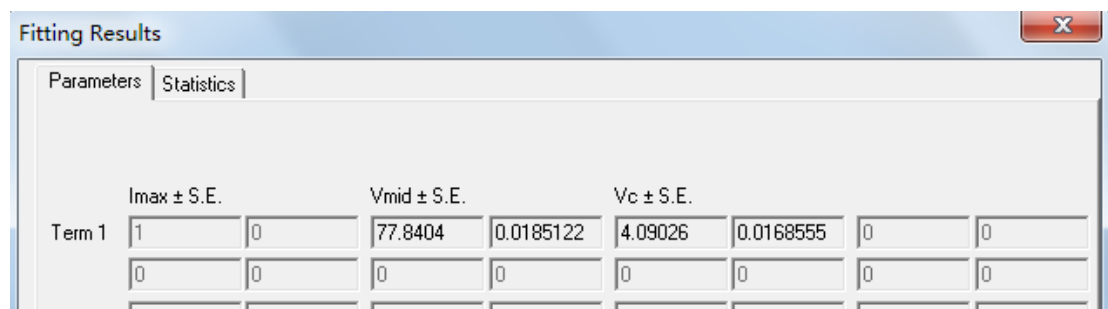 Fitting Results
Parameters Statistics
Imax ± S.E. Vmid ± S.E. Vc ± S.E.
Term 1 1 0 77.8404 0.0185122 4.09026 0.0168555 0 0
0 0 0 0 0 0 0 0